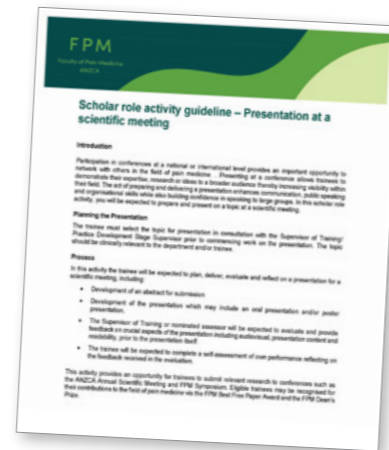 FPM
Faculty of Pain Medicine
ANZCA
Scholar role activity guideline – Presentation at a
scientific meeting
Introduction
Participation in conferences at a national or international level provides an important opportunity to
network with others in the field of pain medicine. Presenting at a conference allows trainees to
demonstrate their expertise, research or ideas to a broader audience thereby increasing visibility within
their field. The act of preparing and delivering a presentation enhances communication, public speaking
and organisational skills while also building confidence in speaking to large groups. In this scholar role
activity, you will be expected to prepare and present on a topic at a scientific meeting.
Planning the Presentation
The trainee must select the topic for presentation in consultation with the Supervisor of Training/
Practice Development Stage Supervisor prior to commencing work on the presentation. The topic
should be clinically relevant to the department and/or trainee.
Process
In this activity the trainee will be expected to plan, deliver, evaluate and reflect on a presentation for a
scientific meeting, including:
• Development of an abstract for submission
• Development of the presentation which may include an oral presentation and/or poster
presentation.
• The Supervisor of Training or nominated assessor will be expected to evaluate and provide
feedback on crucial aspects of the presentation including audiovisual, presentation content and
readability, prior to the presentation itself.
• The trainee will be expected to complete a self-assessment of own performance reflecting on
the feedback received in the evaluation.
This activity provides an opportunity for trainees to submit relevant research to conferences such as
the ANZCA Annual Scientific Meeting and FPM Symposium. Eligible trainees may be recognised for
their contributions to the field of pain medicine via the FPM Best Free Paper Award and the FPM Dean's
Prize.